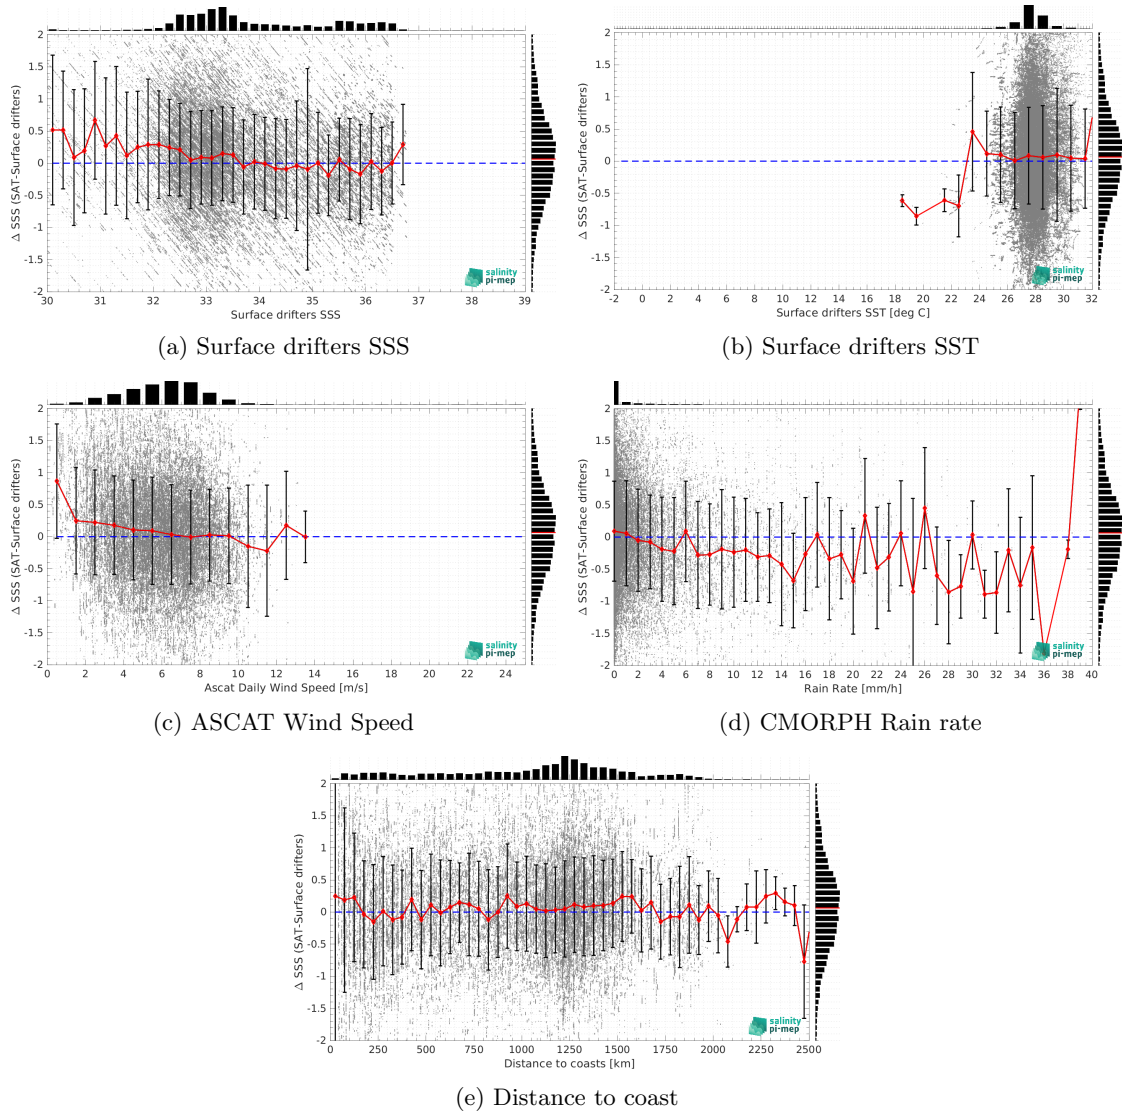 Δ SSS (SAT-Surface drifters)
2
1.5
1
0.5
0
-0.5
-1
-1.5
-2
30 31 32 33 34 35 36 37 38 39
Surface drifters SSS
salinity
pi-mep
(a) Surface drifters SSS
Δ SSS (SAT-Surface drifters)
2
1.5
1
0.5
0
-0.5
-1
-1.5
-2
-2 0 2 4 6 8 10 12 14 16 18 20 22 24 26 28 30 32
Surface drifters SST [deg C]
salinity
pi-mep
(b) Surface drifters SST
Δ SSS (SAT-Surface drifters)
2
1.5
1
0.5
0
-0.5
-1
-1.5
-2
0 2 4 6 8 10 12 14 16 18 20 22 24
Ascat Daily Wind Speed [m/s]
salinity
pi-mep
(c) ASCAT Wind Speed
Δ SSS (SAT-Surface drifters)
2
1.5
1
0.5
0
-0.5
-1
-1.5
-2
0 2 4 6 8 10 12 14 16 18 20 22 24 26 28 30 32 34 36 38 40
Rain Rate [mm/h]
salinity
pi-mep
(d) CMORPH Rain rate
Δ SSS (SAT-Surface drifters)
2
1.5
1
0.5
0
-0.5
-1
-1.5
-2
0 250 500 750 1000 1250 1500 1750 2000 2250 2500
Distance to coasts [km]
salinity
pi-mep
(e) Distance to coast